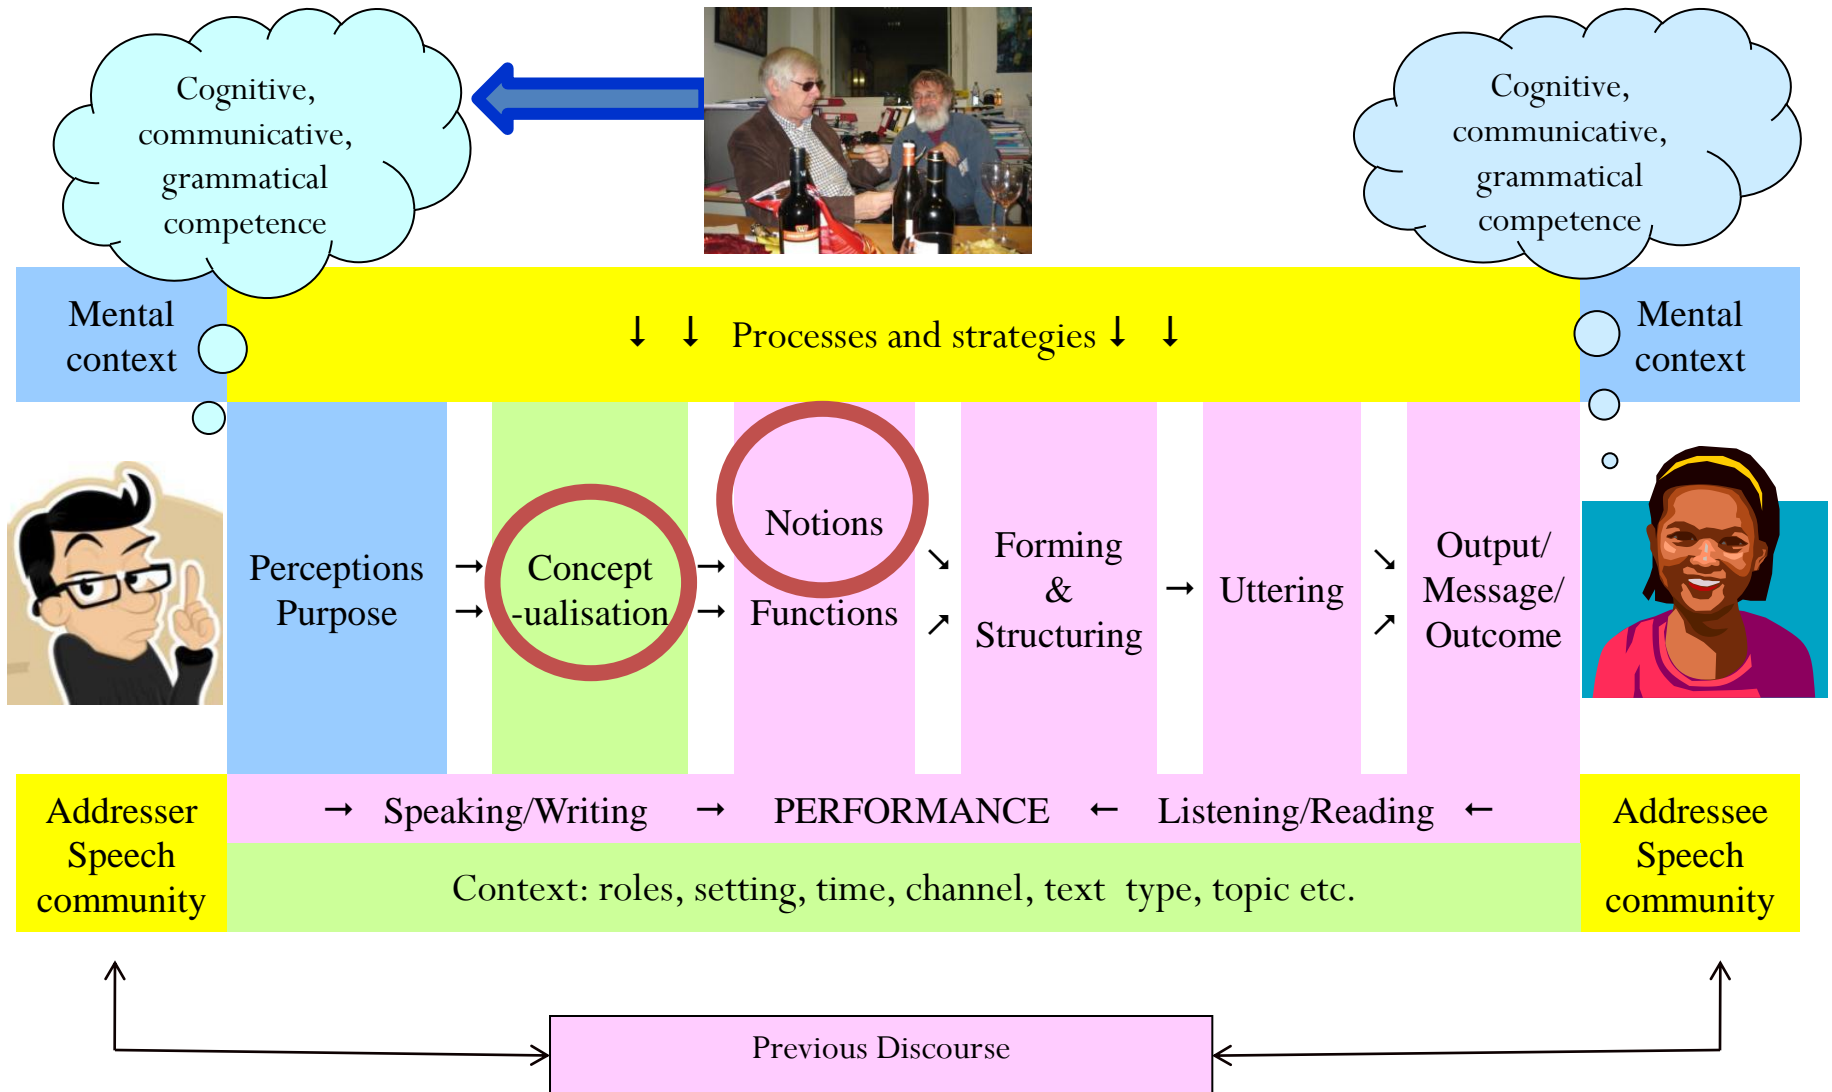 Cognitive,
communicative,
grammatical
competence
Cognitive,
communicative,
grammatical
competence
Mental
context
↓ ↓ Processes and strategies ↓ ↓
Mental
context
Perceptions
Purpose
→
→
Concept
-ualisation
→
→
Notions
Functions
↘
↗
Forming
&
Structuring
→
Uttering
↘
↗
Output/
Message/
Outcome
Addresser
Speech
community
→ Speaking/Writing → PERFORMANCE ← Listening/Reading ←
Context: roles, setting, time, channel, text type, topic etc.
Addressee
Speech
community
Previous Discourse